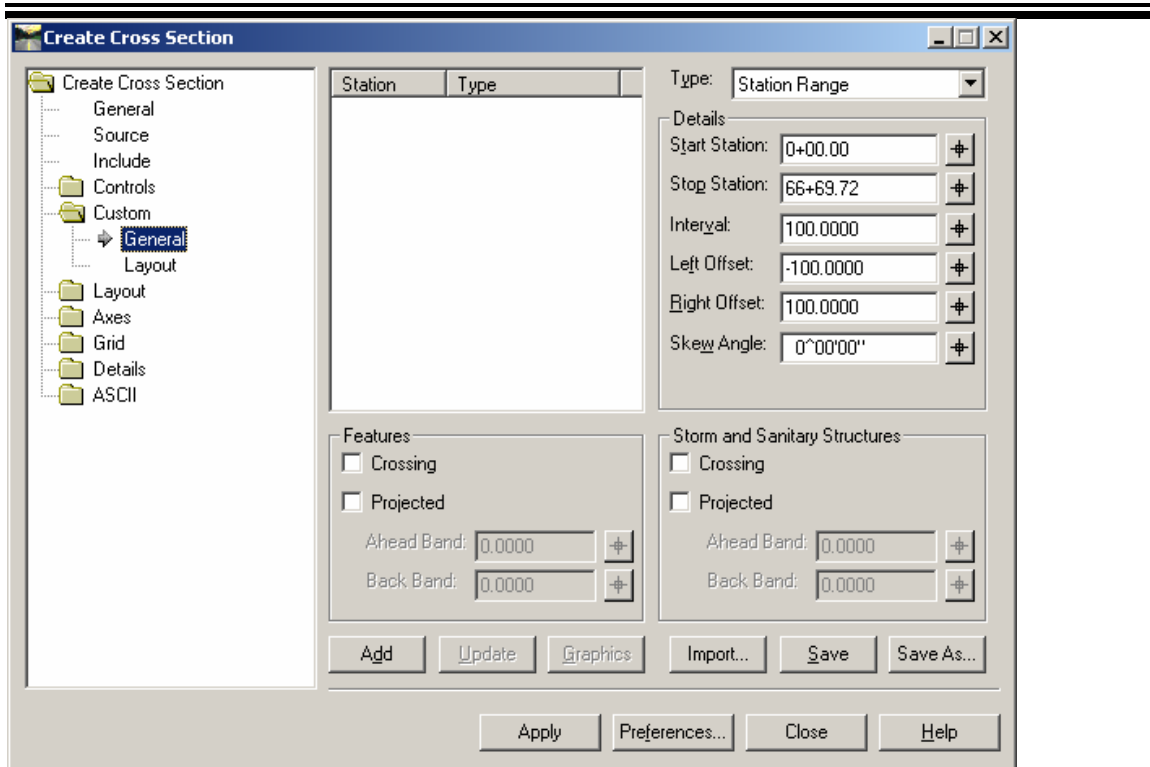 Create Cross Section
Create Cross Section
General
Source
Include
Controls
Custom
General
Layout
Layout
Axes
Grid
Details
ASCII
Station Type
Type: Station Range
Details
Start Station: 0+00.00
Stop Station: 66+69.72
Interval: 100.0000
Left Offset: -100.0000
Right Offset: 100.0000
Skew Angle: 0^00'00"
Features
Crossing
Projected
Ahead Band: 0.0000
Back Band: 0.0000
Storm and Sanitary Structures
Crossing
Projected
Ahead Band: 0.0000
Back Band: 0.0000
Add Update Graphics Import... Save Save As...
Apply Preferences... Close Help